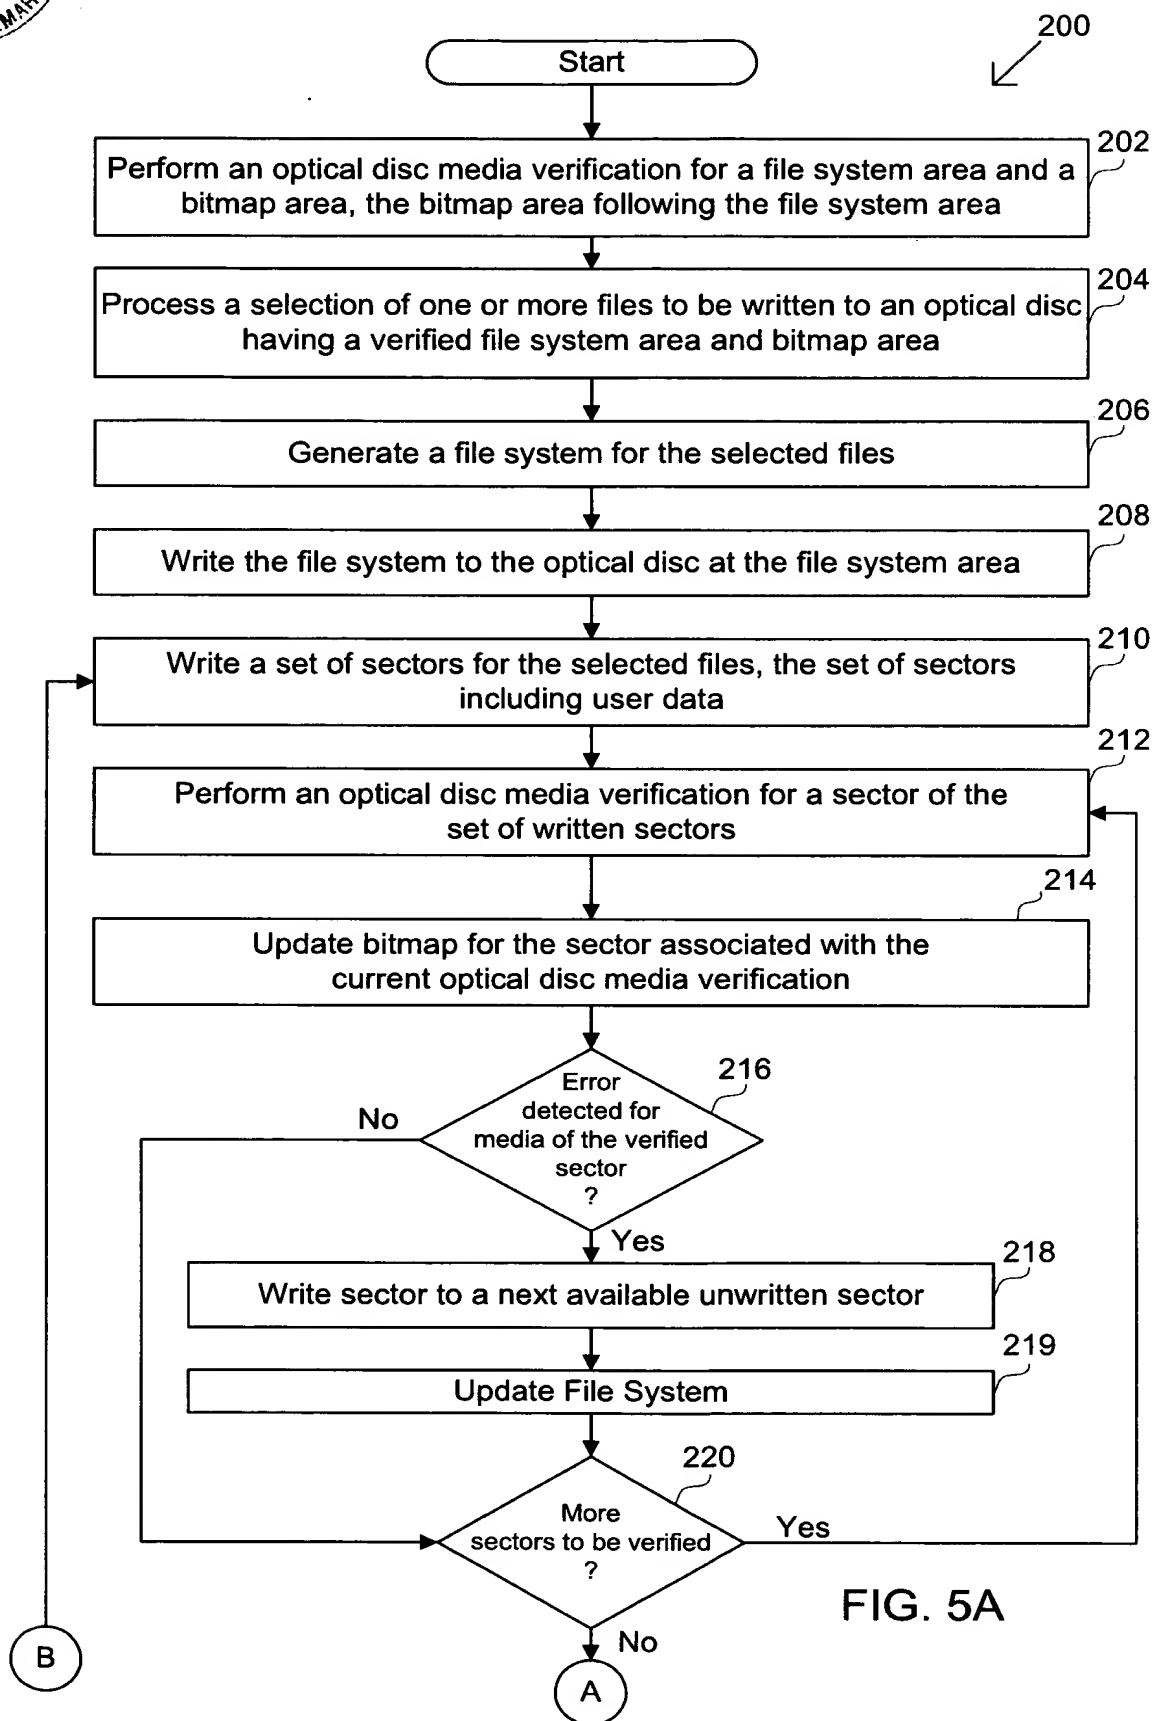 200
Start
202
Perform an optical disc media verification for a file system area and a
bitmap area, the bitmap area following the file system area
204
Process a selection of one or more files to be written to an optical disc
having a verified file system area and bitmap area
206
Generate a file system for the selected files
208
Write the file system to the optical disc at the file system area
210
Write a set of sectors for the selected files, the set of sectors
including user data
212
Perform an optical disc media verification for a sector of the
set of written sectors
214
Update bitmap for the sector associated with the
current optical disc media verification
216
Error
detected for
media of the verified
sector
?
No
Yes
218
Write sector to a next available unwritten sector
219
Update File System
220
More
sectors to be verified
?
Yes
No
FIG. 5A
B
A